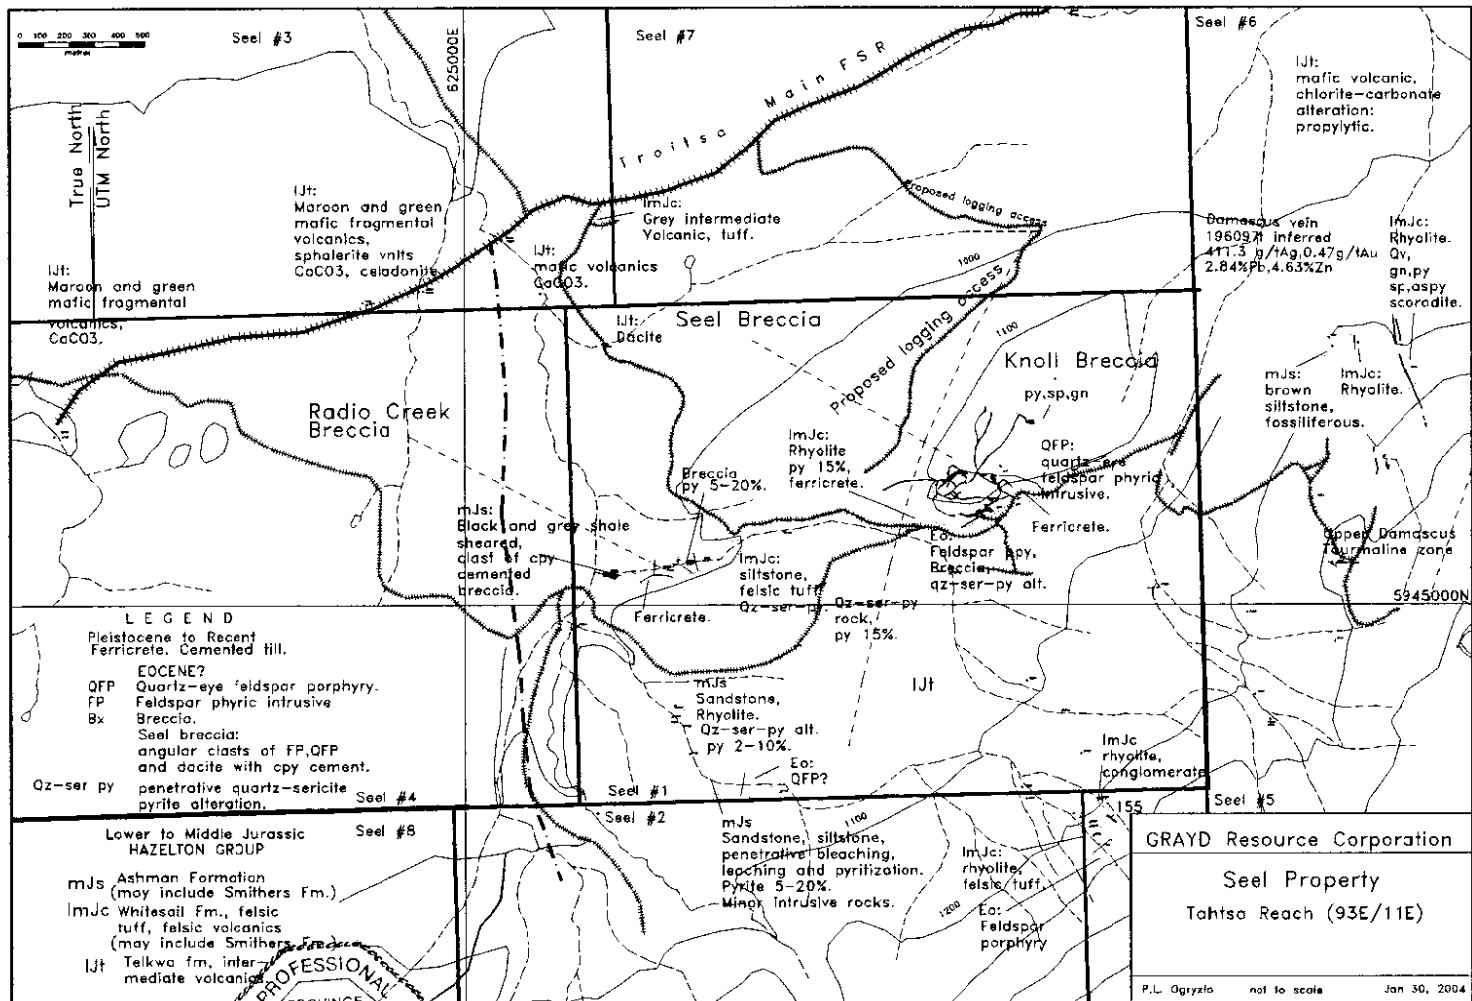 0 100 200 300 400 500
metres
Seel #3
625000E
Seel #7
Seel #6
Main FSR
Troitsa
True North
UTM North
lJt:
mafic volcanic,
chlorite-carbonate
alteration:
propylytic.
lJt:
Maroon and green
mafic fragmental
volcanics,
sphalerite vnlts
CaCO3, celadonite
lJt:
Maroon and green
mafic fragmental
volcanics,
CaCO3.
lJt:
mafic volcanics
CaCO3.
lmJc:
Grey intermediate
Volcanic, tuff.
Proposed logging access
1000
Damascus vein
196097t inferred
411.3 g/tAg,0.47g/tAu
2.84%Pb,4.63%Zn
lmJc:
Rhyolite.
Qv,
gn,py
sp,aspy
scorodite.
lJt:
Dacite
Seel Breccia
Proposed logging access
1100
Knoll Breccia
py,sp,gn
mJs:
brown
siltstone,
fossiliferous.
lmJc:
Rhyolite.
Radio Creek
Breccia
lmJc:
Rhyolite
py 15%,
ferricrete.
QFP:
quartz-eye
feldspar phyric
intrusive.
Breccia
py 5-20%.
Ferricrete.
mJs:
Black and grey shale
sheared,
clast of cpy
cemented
breccia.
Eo:
Feldspar
Breccia,
qz-ser-py alt.
Upper Damascus
Tourmaline zone
lmJc:
siltstone,
felsic tuff
Qz-ser-py
Qz-ser-py
rock,
py 15%.
Ferricrete.
5945000N
LEGEND
Pleistocene to Recent
Ferricrete. Cemented till.
EOCENE?
QFP Quartz-eye feldspar porphyry.
FP Feldspar phyric intrusive
Bx Breccia.
Seel breccia:
angular clasts of FP,QFP
and dacite with cpy cement.
Qz-ser py penetrative quartz-sericite
pyrite alteration.
mJs
Sandstone,
Rhyolite.
Qz-ser-py alt.
py 2-10%.
lJt
Eo:
QFP?
lmJc
rhyolite,
conglomerate
Seel #4
Seel #1
Seel #5
Seel #8
Seel #2
1100
155
Lower to Middle Jurassic
HAZELTON GROUP
mJs Ashman Formation
(may include Smithers Fm.)
lmJc Whitesail Fm., felsic
tuff, felsic volcanics
(may include Smithers Fm.)
lJt Telkwa fm, inter-
mediate volcanics
mJs
Sandstone, siltstone,
penetrative bleaching,
leaching and pyritization.
Pyrite 5-20%.
Minor intrusive rocks.
lmJc:
rhyolite,
felsic tuff.
1200
Eo:
Feldspar
porphyry
PROFESSIONAL
PROVINCE
GRAYD Resource Corporation
Seel Property
Tahtsa Reach (93E/11E)
P.L. Ogryzlo not to scale Jan 30, 2004